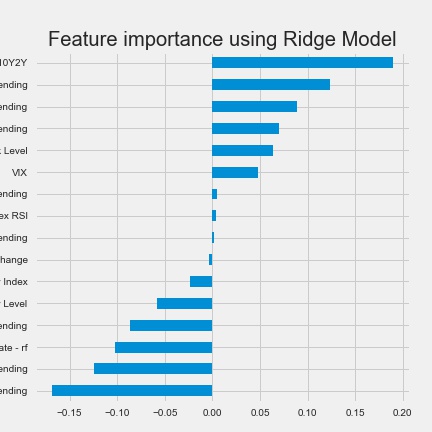 Feature importance using Ridge Model
10Y2Y
ending
ending
ending
Level
VIX
ending
ex RSI
ending
hange
Index
Level
ending
ate - rf
ending
ending
−0.15 −0.10 −0.05 0.00 0.05 0.10 0.15 0.20